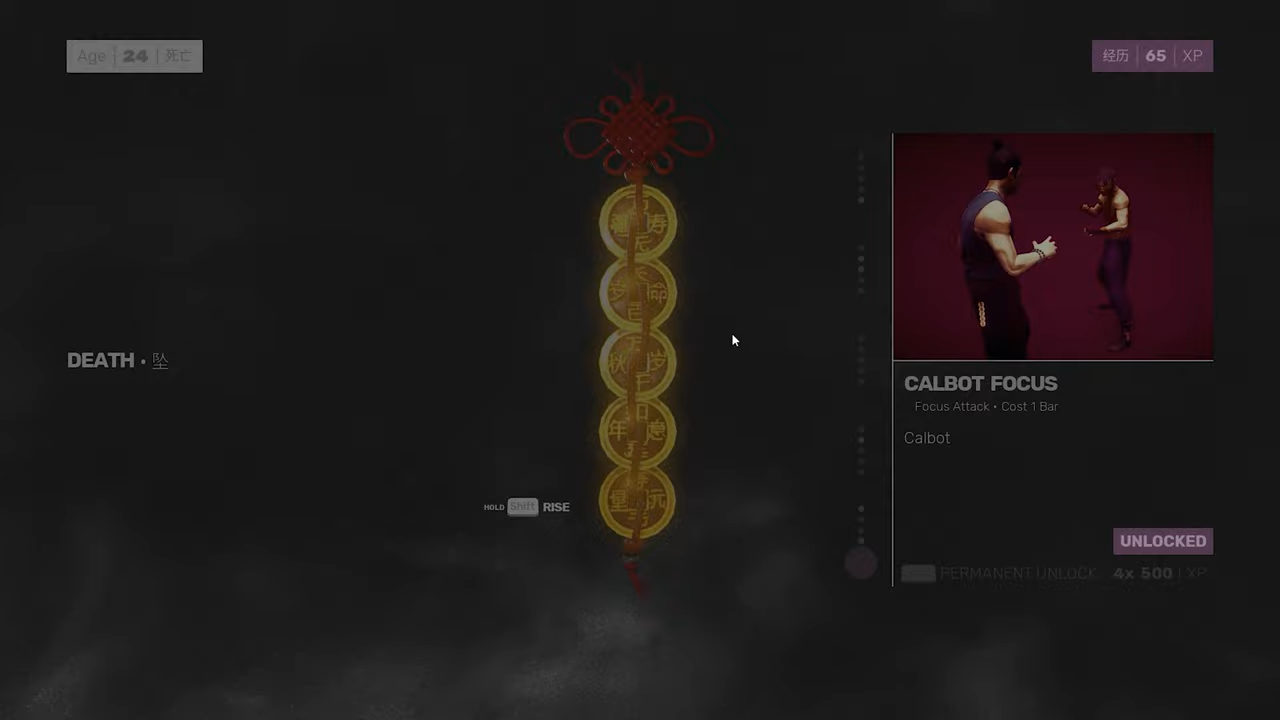 Age | 24 | 死亡
经历 | 65 | XP
DEATH • 坠
HOLD Shift RISE
CALBOT FOCUS
Focus Attack • Cost 1 Bar
Calbot
UNLOCKED
PERMANENT UNLOCK 4x 500 | XP